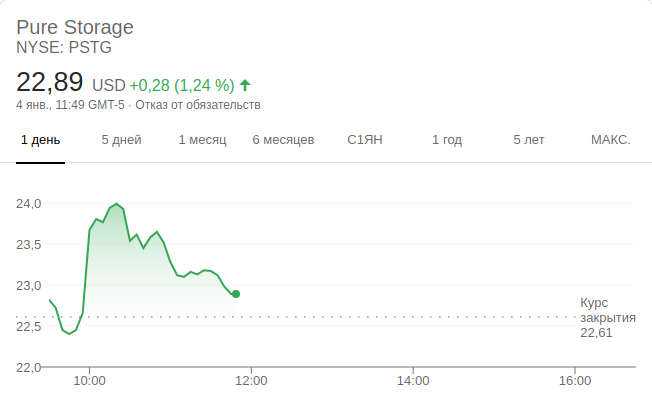 Pure Storage
NYSE: PSTG
22,89 USD +0,28 (1,24 %)
4 янв., 11:49 GMT-5 · Отказ от обязательств
1 день 5 дней 1 месяц 6 месяцев С1ЯН 1 год 5 лет МАКС.
24,0
23,5
23,0
Курс
закрытия
22,61
22,5
22,0
10:00 12:00 14:00 16:00